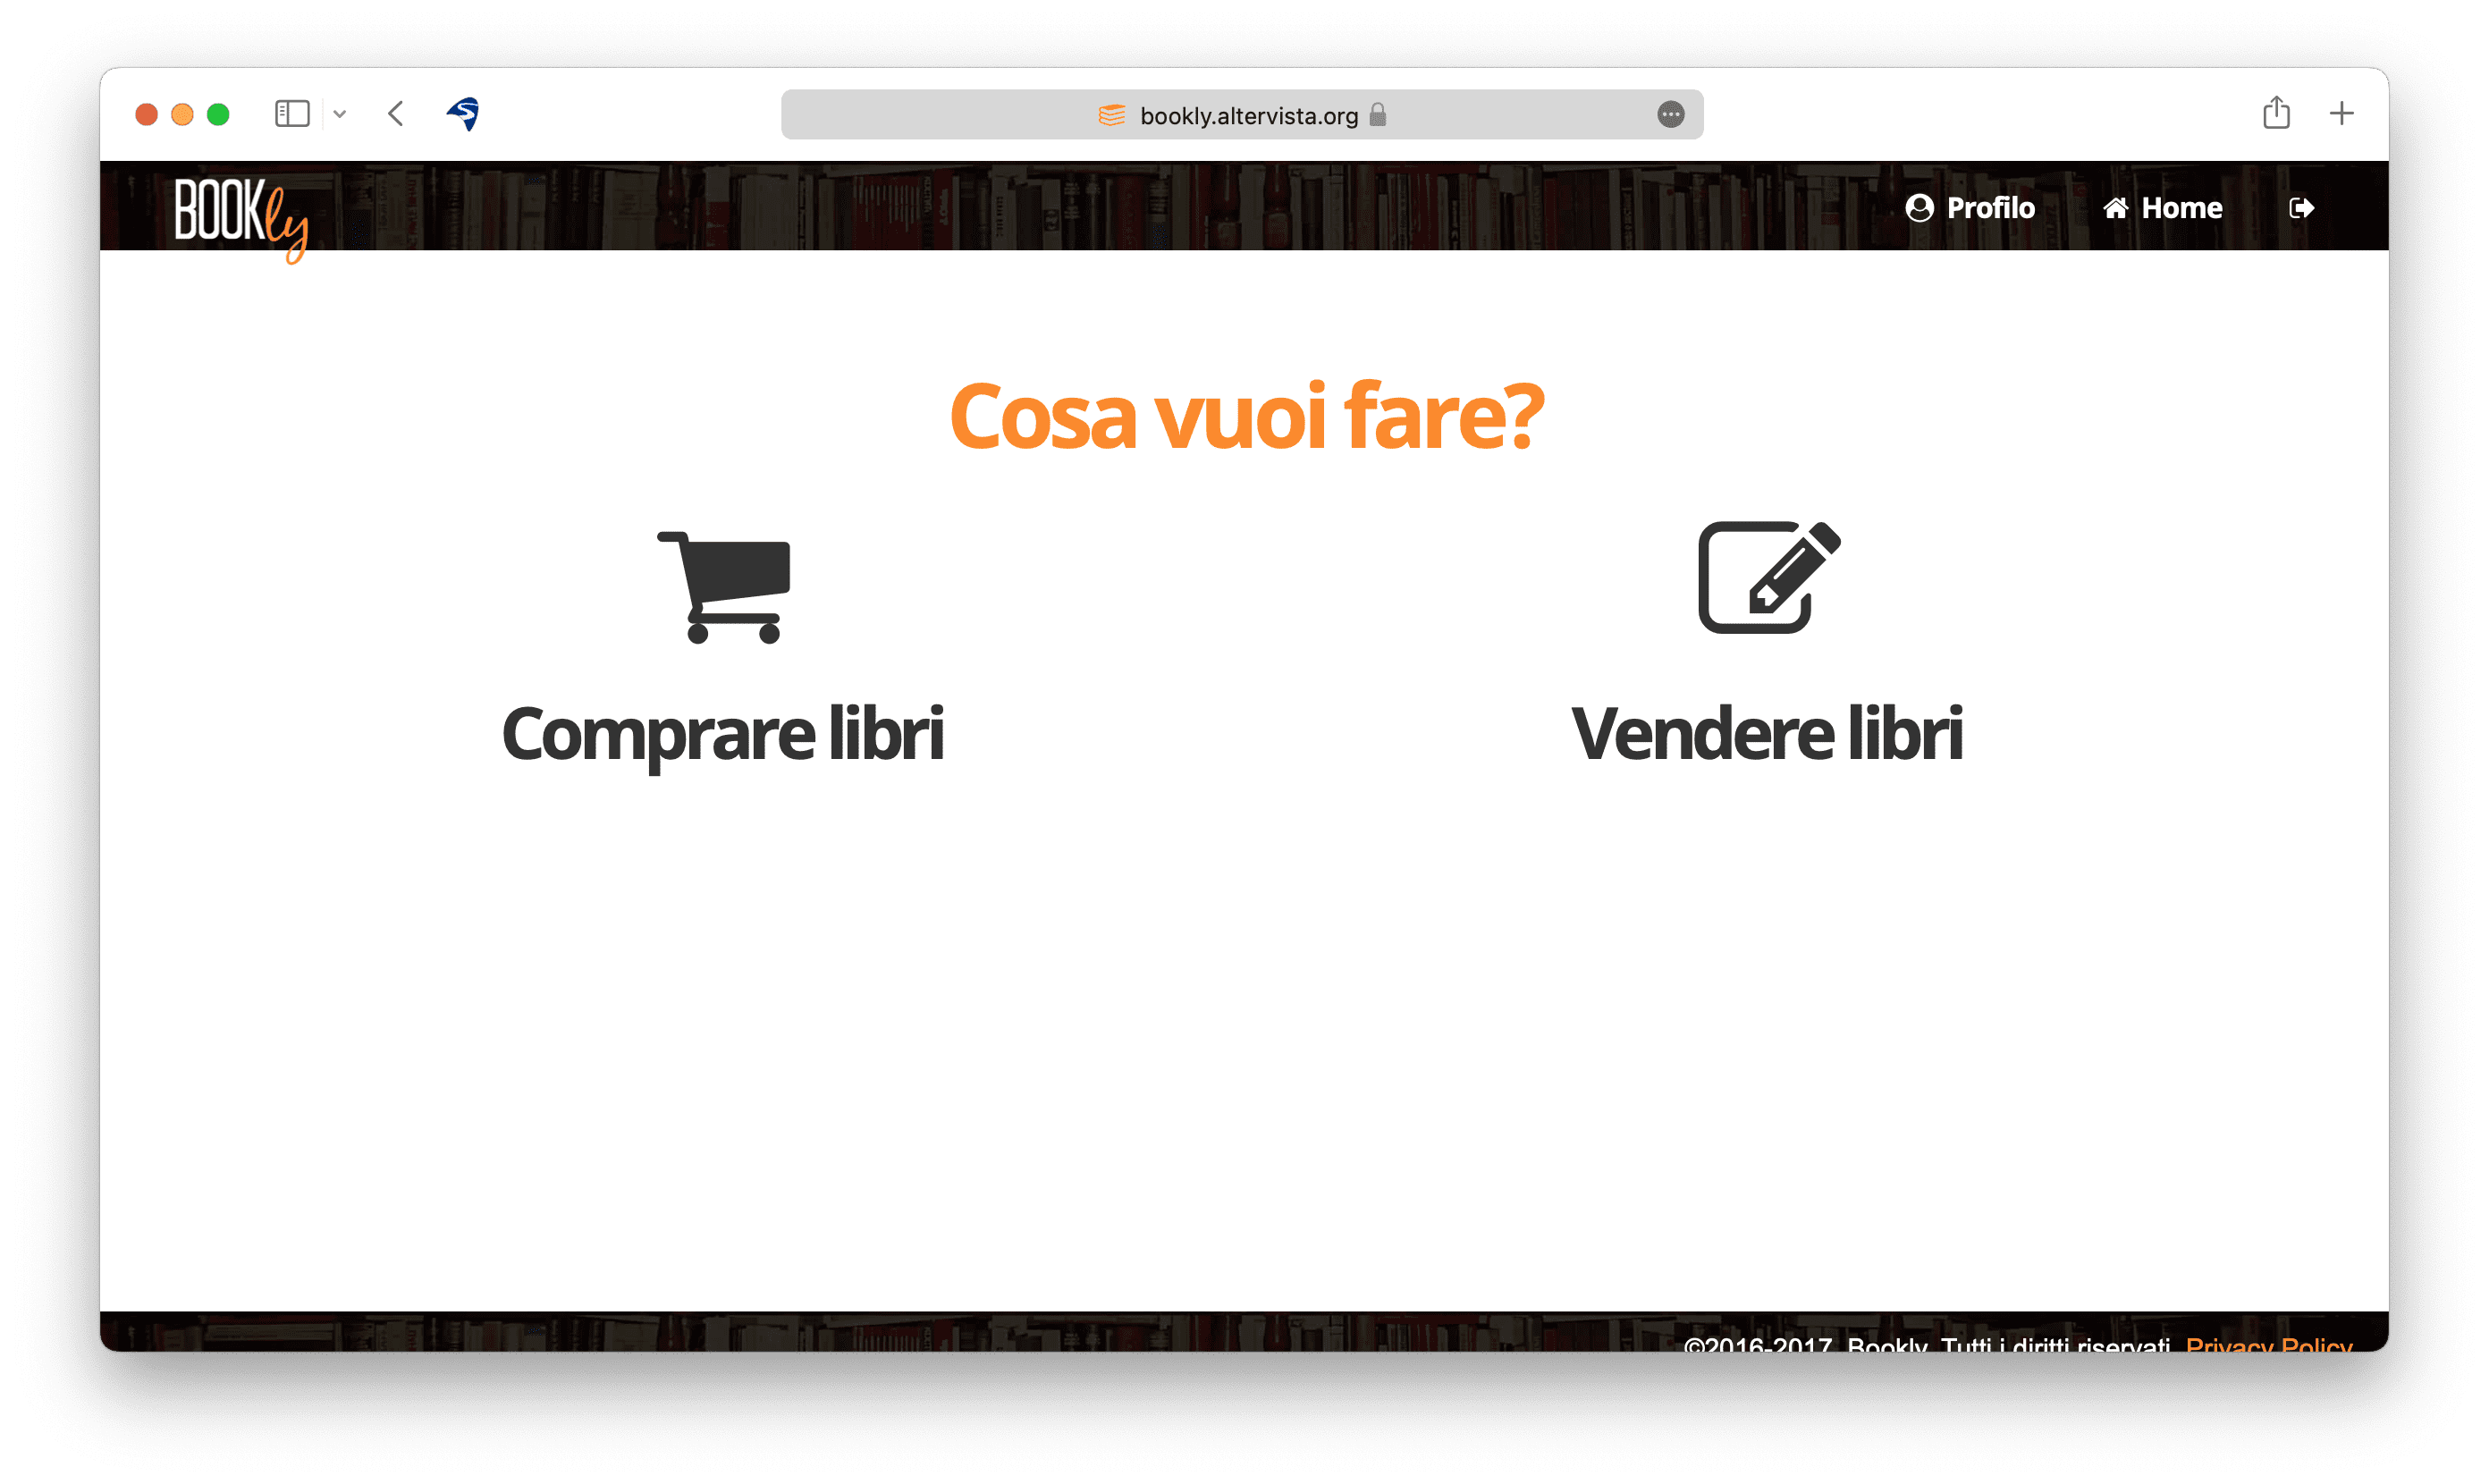 bookly.altervista.org
BOOKly
Profilo
Home
Cosa vuoi fare?
Comprare libri
Vendere libri
©2016-2017 Bookly Tutti i diritti riservati Privacy Policy